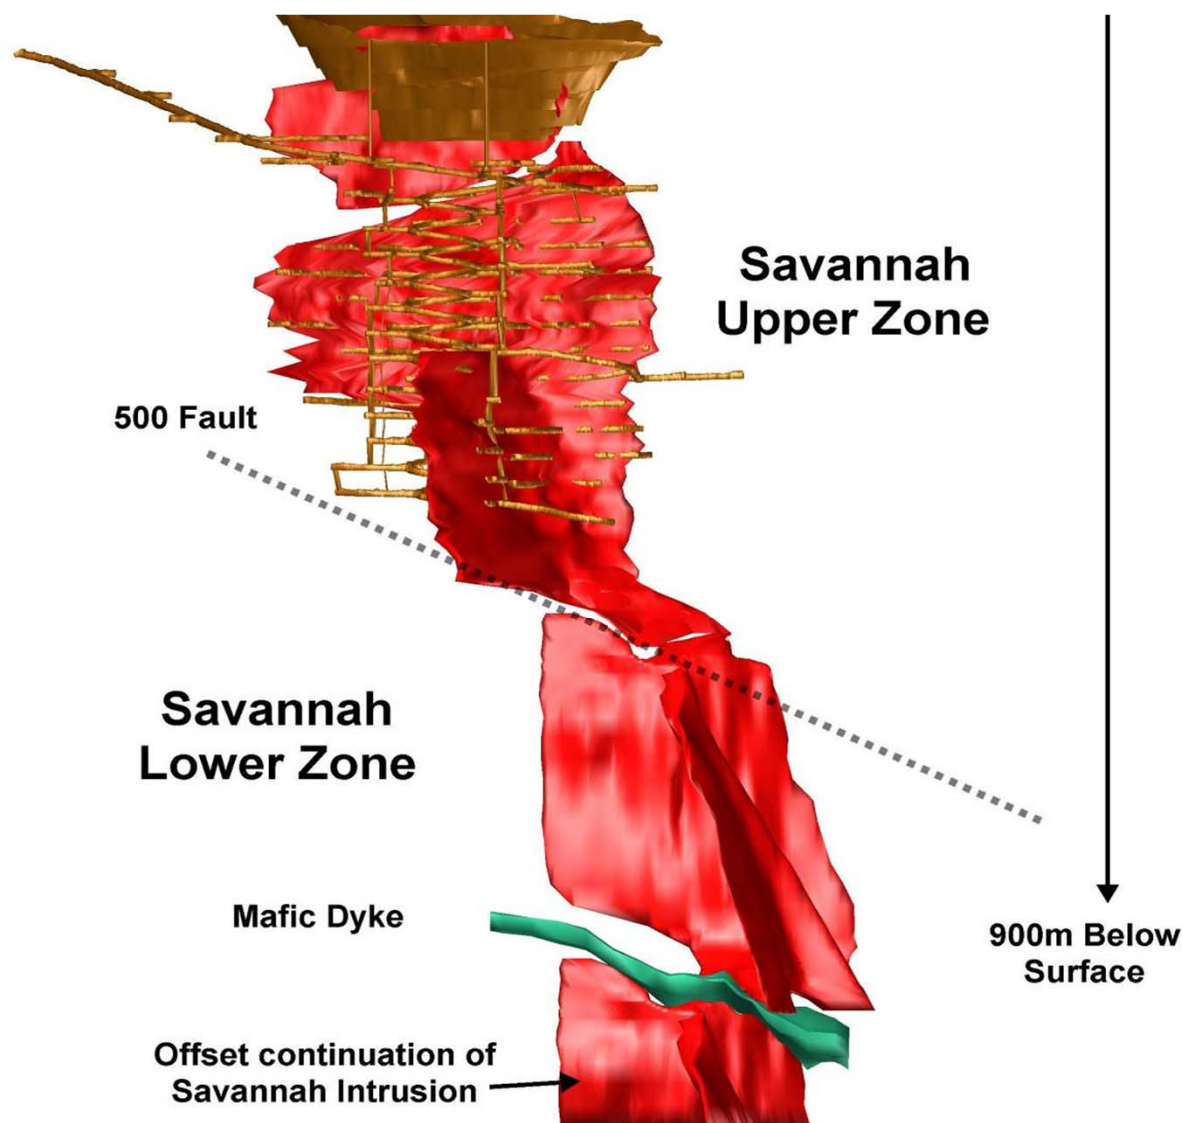 Savannah
Upper Zone
500 Fault
Savannah
Lower Zone
Mafic Dyke
900m Below
Surface
Offset continuation of
Savannah Intrusion